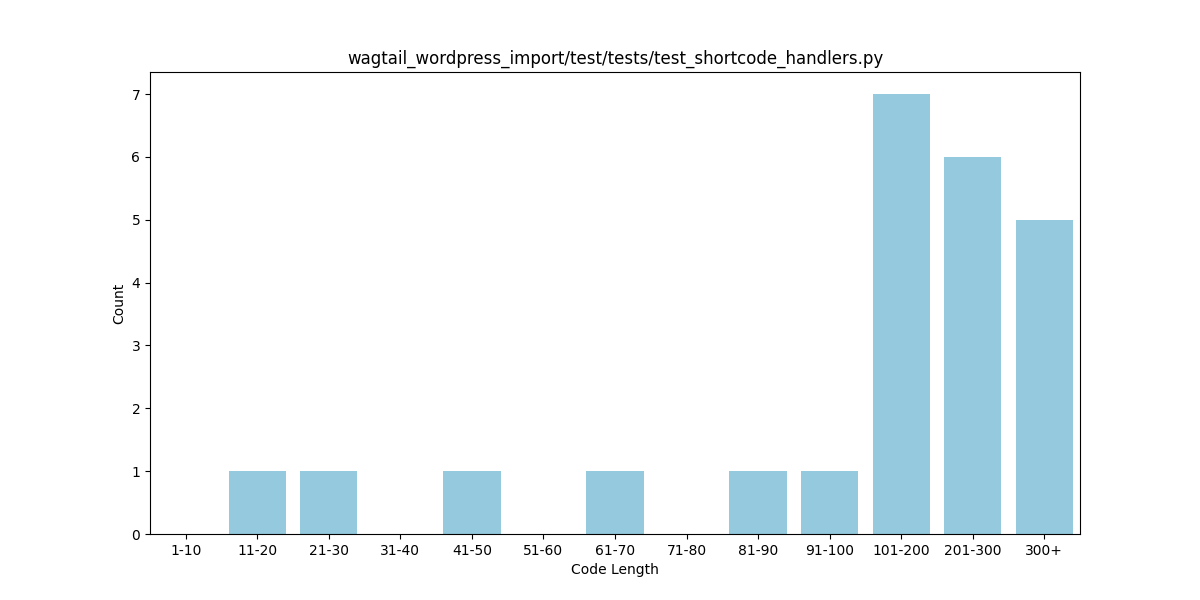 wagtail_wordpress_import/test/tests/test_shortcode_handlers.py
7
6
5
4
3
2
1
0
Count
1-10 11-20 21-30 31-40 41-50 51-60 61-70 71-80 81-90 91-100 101-200 201-300 300+
Code Length